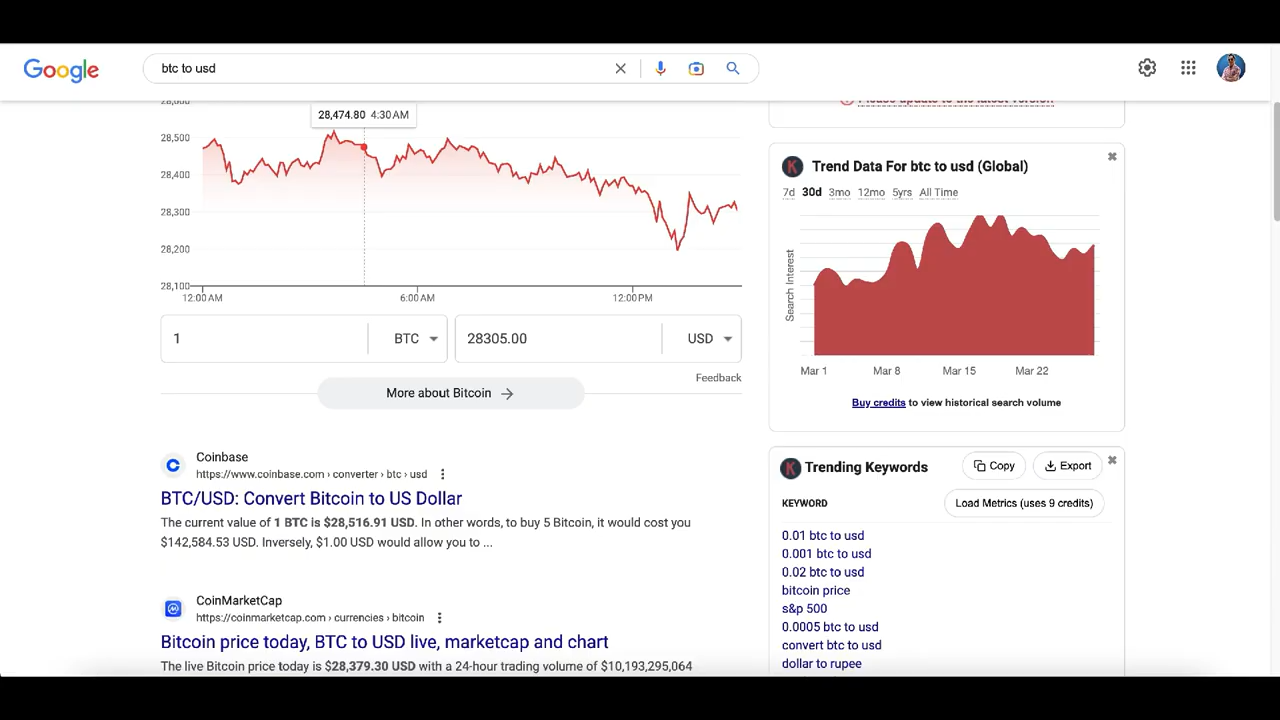 Google
btc to usd
28,600
28,474.80 4:30 AM
28,500
28,400
28,300
28,200
28,100
12:00 AM
6:00 AM
12:00 PM
1
BTC
28305.00
USD
Feedback
More about Bitcoin
Coinbase
https://www.coinbase.com › converter › btc › usd
BTC/USD: Convert Bitcoin to US Dollar
The current value of 1 BTC is $28,516.91 USD. In other words, to buy 5 Bitcoin, it would cost you
$142,584.53 USD. Inversely, $1.00 USD would allow you to ...
CoinMarketCap
https://coinmarketcap.com › currencies › bitcoin
Bitcoin price today, BTC to USD live, marketcap and chart
The live Bitcoin price today is $28,379.30 USD with a 24-hour trading volume of $10,193,295,064
Please update to the latest version
K
Trend Data For btc to usd (Global)
7d 30d 3mo 12mo 5yrs All Time
Search Interest
Mar 1
Mar 8
Mar 15
Mar 22
Buy credits to view historical search volume
K
Trending Keywords
Copy
Export
KEYWORD
Load Metrics (uses 9 credits)
0.01 btc to usd
0.001 btc to usd
0.02 btc to usd
bitcoin price
s&p 500
0.0005 btc to usd
convert btc to usd
dollar to rupee